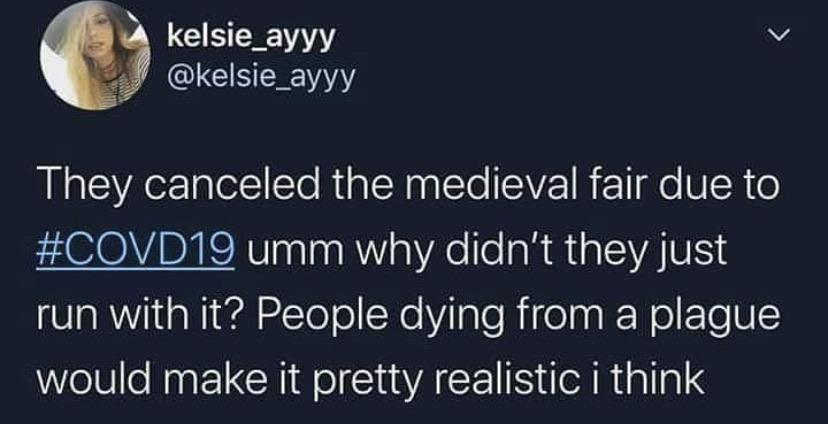 kelsie_ayyy
@kelsie_ayyy
They canceled the medieval fair due to
#COVD19 umm why didn't they just
run with it? People dying from a plague
would make it pretty realistic i think